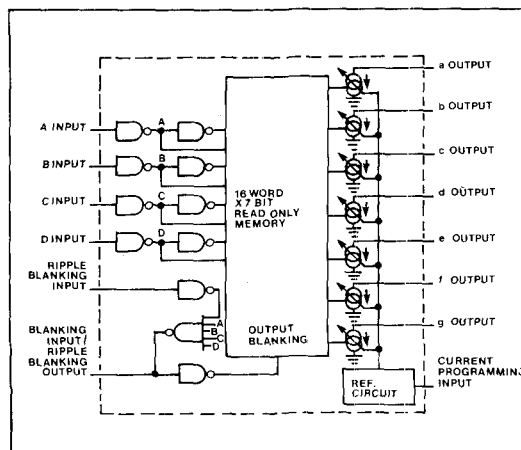 a OUTPUT
b OUTPUT
c OUTPUT
d OUTPUT
e OUTPUT
f OUTPUT
g OUTPUT
A INPUT
B INPUT
C INPUT
D INPUT
A
B
C
D
16 WORD
X 7 BIT
READ ONLY
MEMORY
RIPPLE
BLANKING
INPUT
A
B
C
D
BLANKING
INPUT/
RIPPLE
BLANKING
OUTPUT
OUTPUT
BLANKING
REF.
CIRCUIT
CURRENT
PROGRAMMING
INPUT